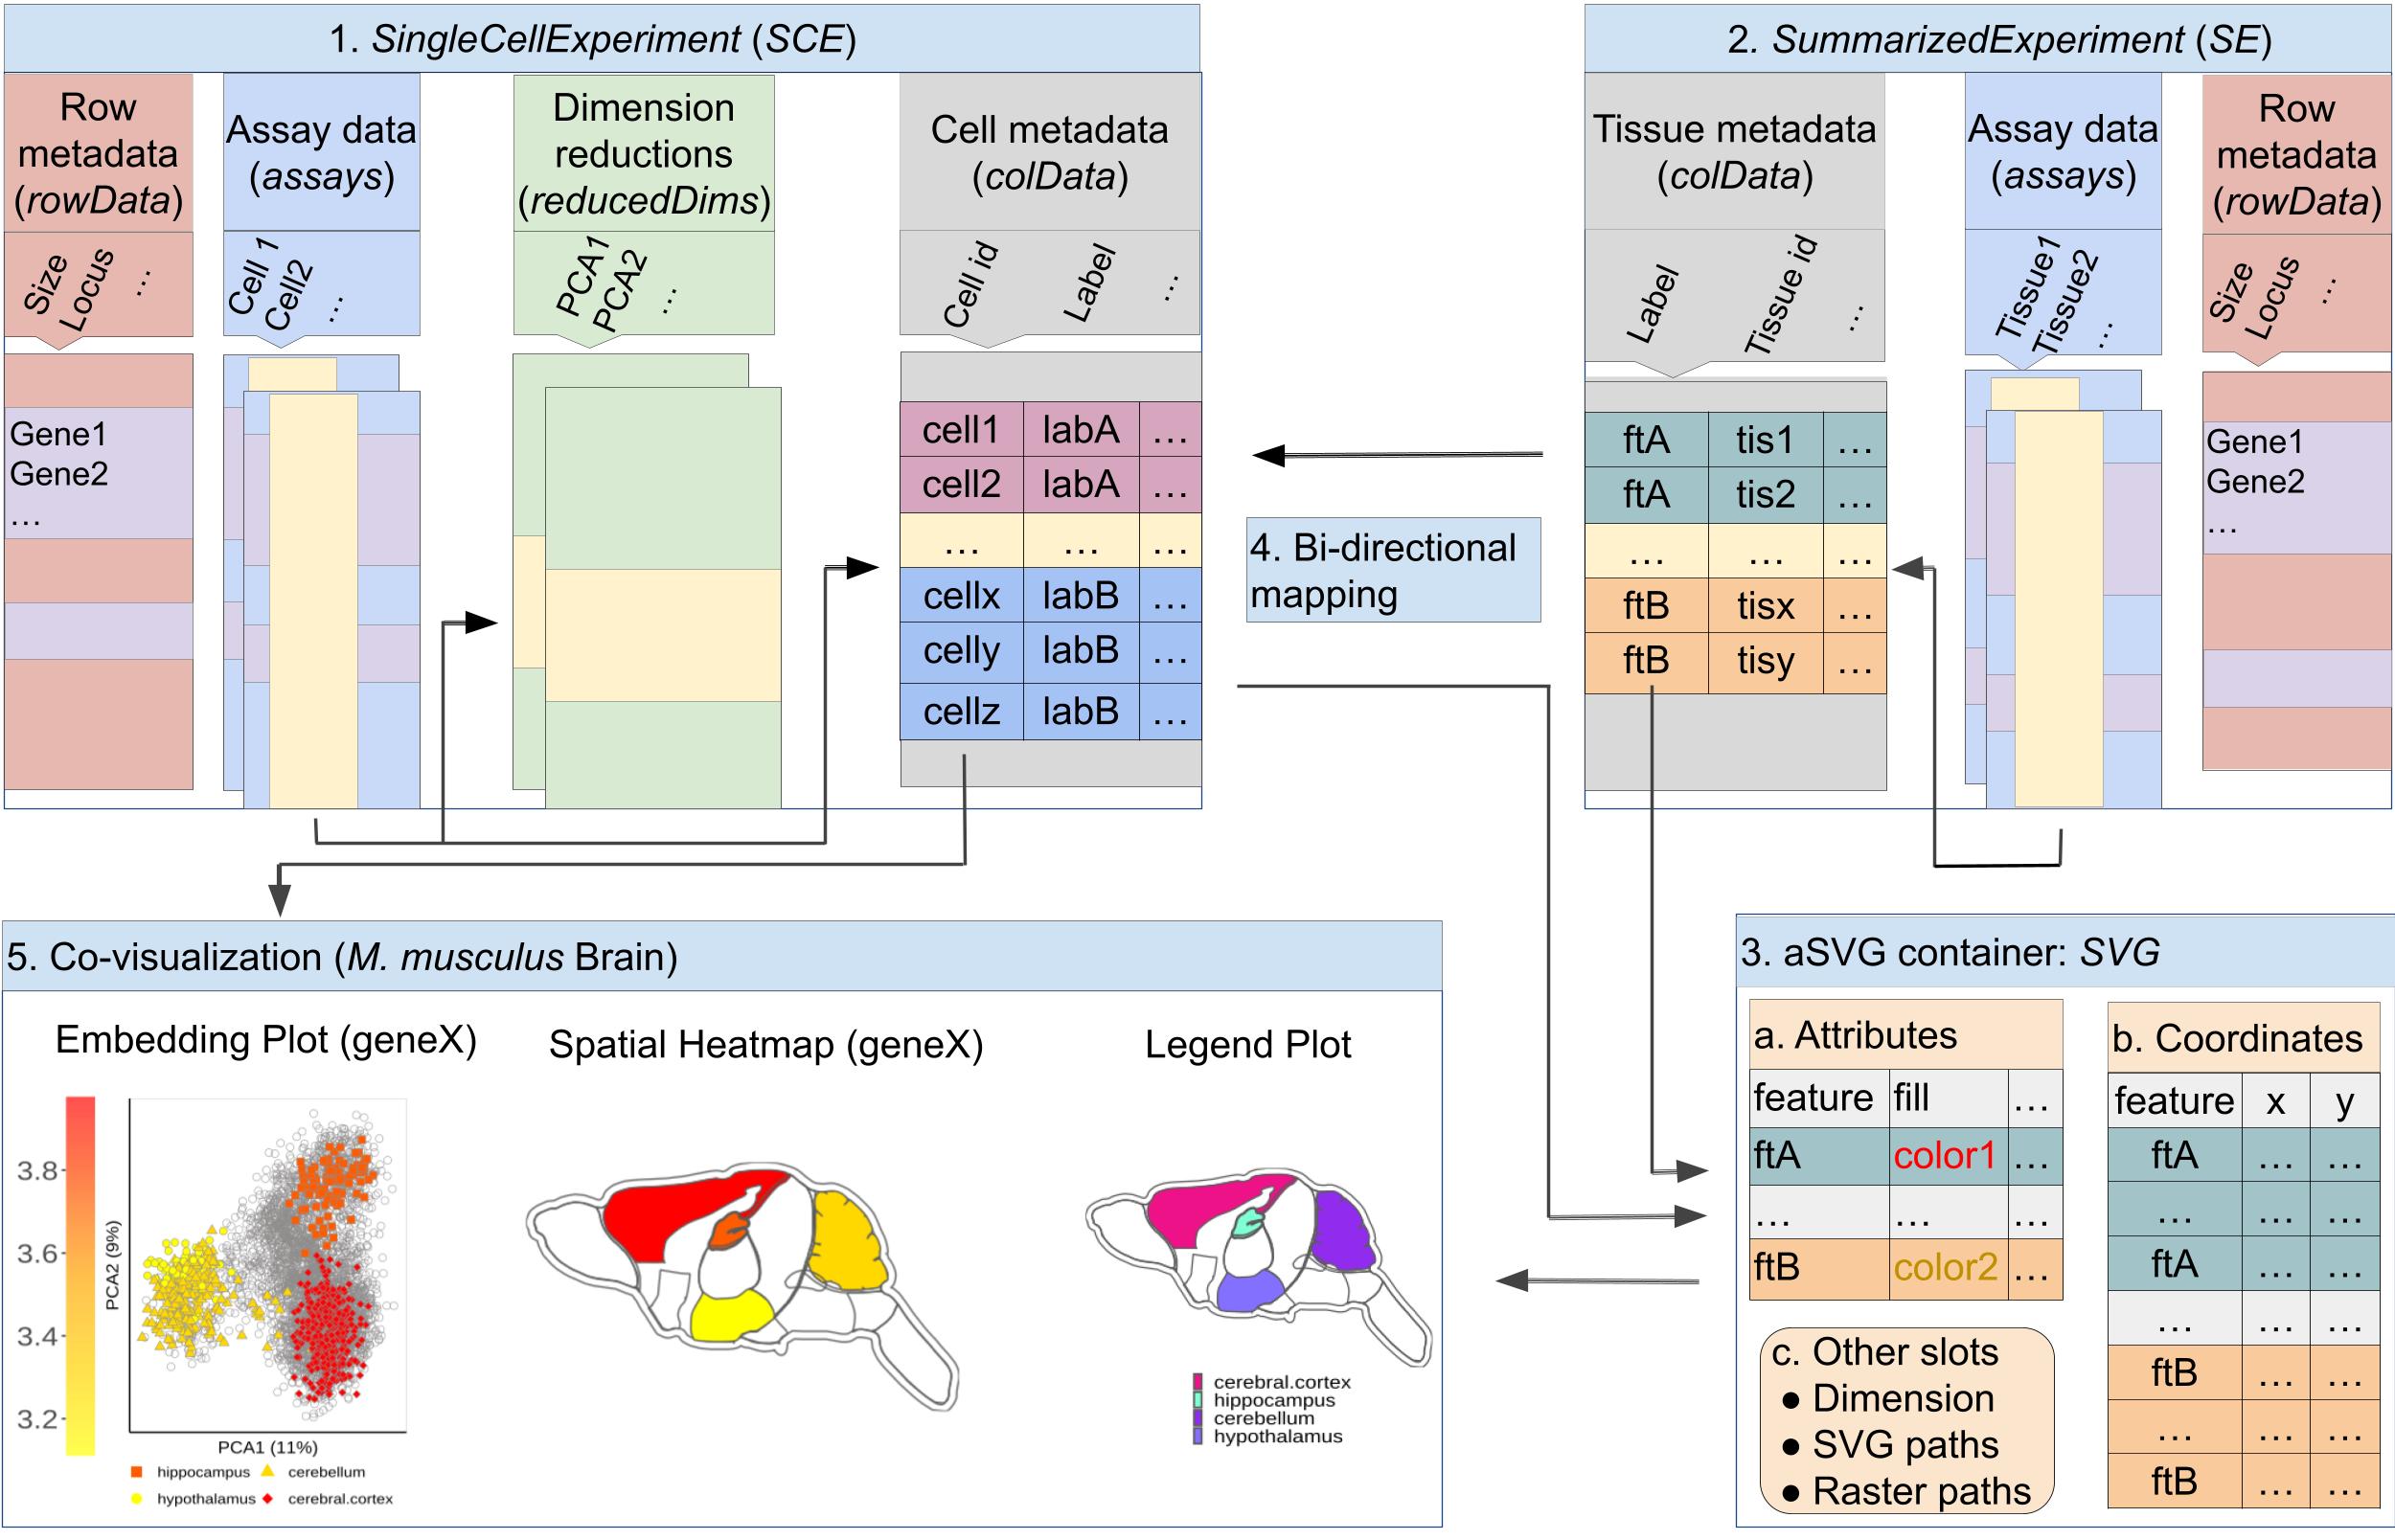 1. SingleCellExperiment (SCE)
Row
metadata
(rowData)
Size
Locus
…
Gene1
Gene2
…
Assay data
(assays)
Cell 1
Cell2
…
Dimension
reductions
(reducedDims)
PCA1
PCA2
…
Cell metadata
(colData)
Cell id
Label
…
cell1 labA …
cell2 labA …
… … …
cellx labB …
celly labB …
cellz labB …
4. Bi-directional
mapping
2. SummarizedExperiment (SE)
Tissue metadata
(colData)
Label
Tissue id
…
ftA tis1 …
ftA tis2 …
… … …
ftB tisx …
ftB tisy …
Assay data
(assays)
Tissue1
Tissue2
…
Row
metadata
(rowData)
Size
Locus
…
Gene1
Gene2
…
5. Co-visualization (M. musculus Brain)
Embedding Plot (geneX)
3.8
3.6
3.4
3.2
PCA2 (9%)
PCA1 (11%)
hippocampus cerebellum
hypothalamus cerebral.cortex
Spatial Heatmap (geneX)
Legend Plot
cerebral.cortex
hippocampus
cerebellum
hypothalamus
3. aSVG container: SVG
a. Attributes
feature fill …
ftA color1 …
… … …
ftB color2 …
c. Other slots
● Dimension
● SVG paths
● Raster paths
b. Coordinates
feature x y
ftA … …
… … …
ftA … …
… … …
ftB … …
… … …
ftB … …